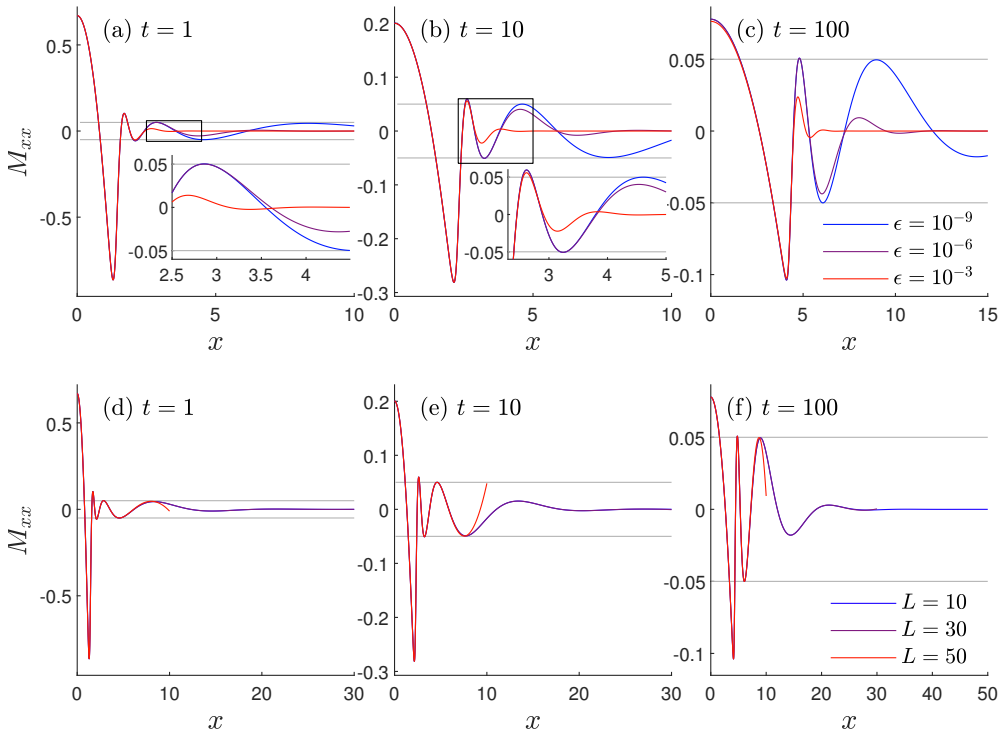 (a) t = 1
(b) t = 10
(c) t = 100
M_{xx}
0.5
0
-0.5
0.05
0
-0.05
2.5 3 3.5 4
0 5 10
x
0.2
0.1
0
-0.1
-0.2
-0.3
0.05
0
-0.05
3 4 5
0 5 10
x
0.05
0
-0.05
-0.1
ϵ = 10^{-9}
ϵ = 10^{-6}
ϵ = 10^{-3}
0 5 10 15
x
(d) t = 1
(e) t = 10
(f) t = 100
M_{xx}
0.5
0
-0.5
0 10 20 30
x
0.2
0.1
0
-0.1
-0.2
-0.3
0 10 20 30
x
0.05
0
-0.05
-0.1
L = 10
L = 30
L = 50
0 10 20 30 40 50
x